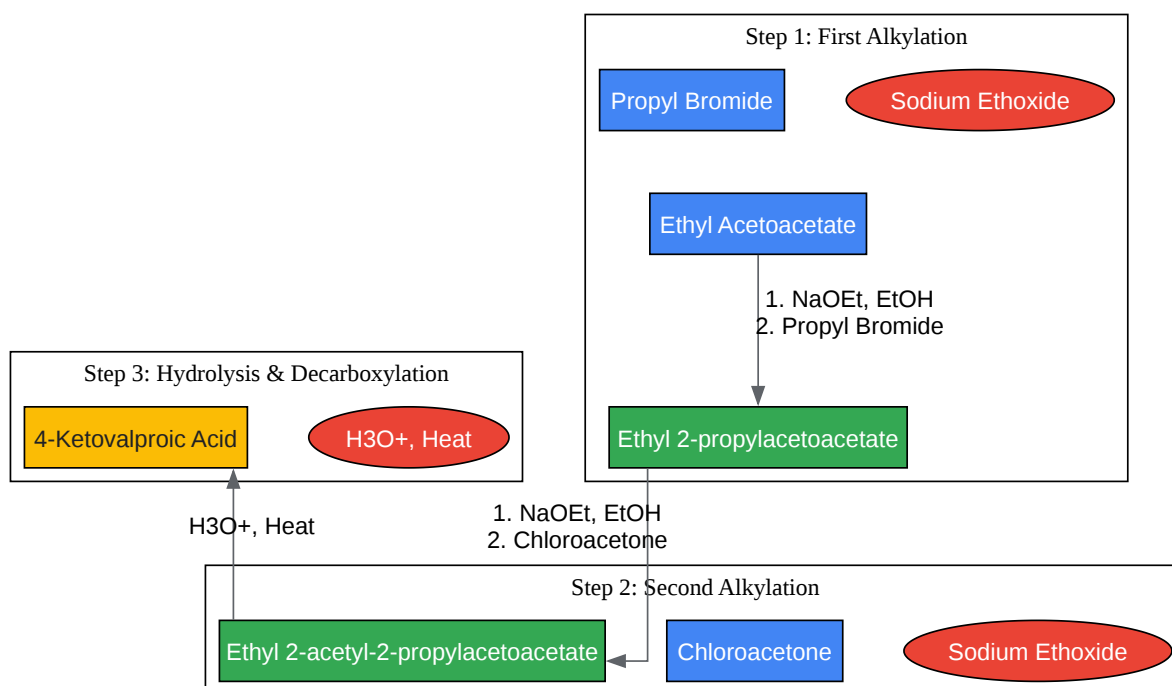 Step 1: First Alkylation
Propyl Bromide
Sodium Ethoxide
Ethyl Acetoacetate
1. NaOEt, EtOH
2. Propyl Bromide
Ethyl 2-propylacetoacetate
Step 3: Hydrolysis & Decarboxylation
4-Ketovalproic Acid
H3O+, Heat
H3O+, Heat
1. NaOEt, EtOH
2. Chloroacetone
Step 2: Second Alkylation
Ethyl 2-acetyl-2-propylacetoacetate
Chloroacetone
Sodium Ethoxide